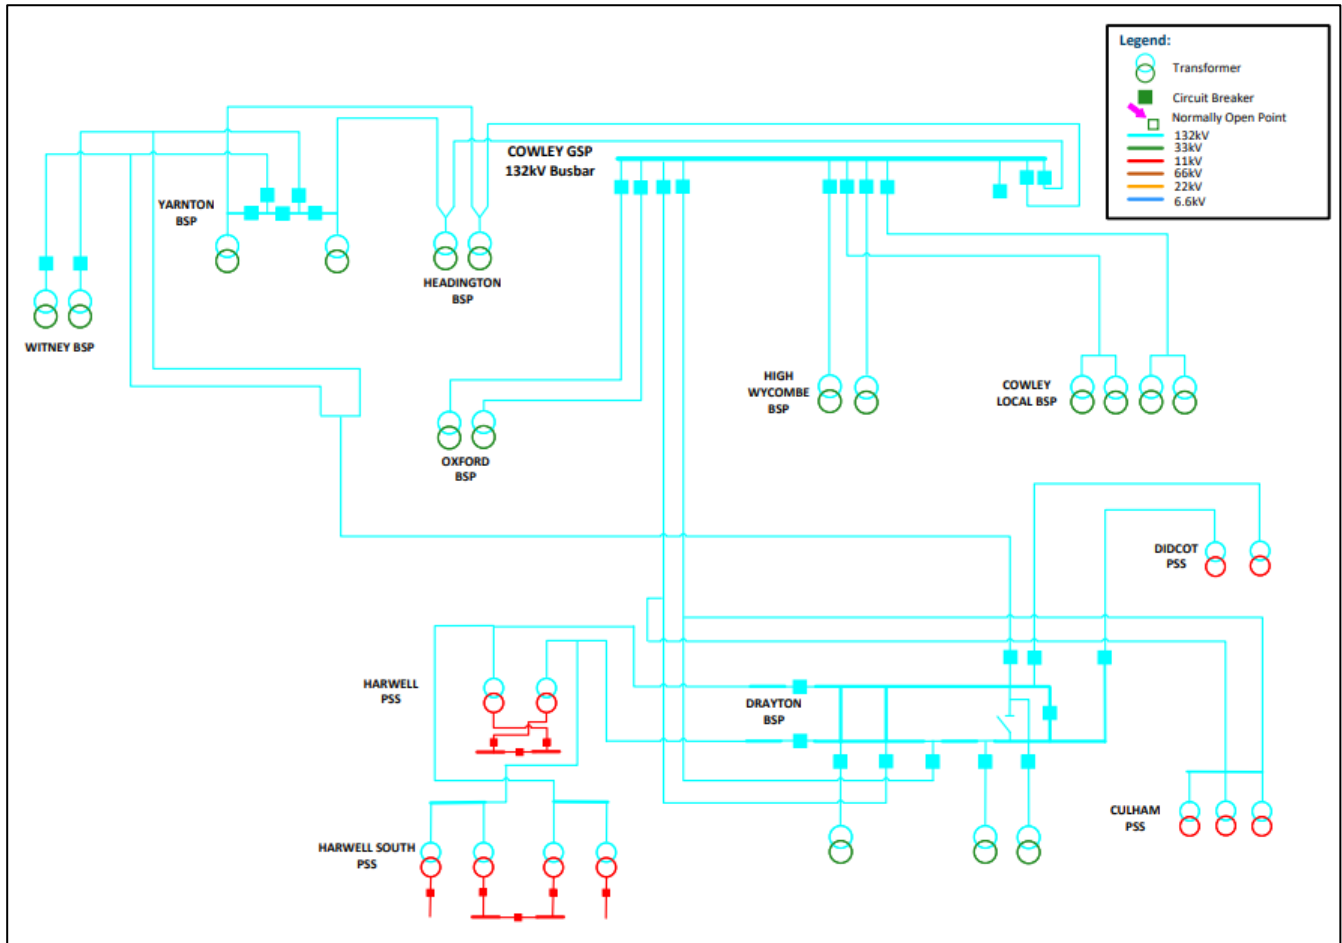 Legend:
Transformer
Circuit Breaker
Normally Open Point
132kV
33kV
11kV
66kV
22kV
6.6kV
COWLEY GSP
132kV Busbar
YARNTON
BSP
HEADINGTON
BSP
WITNEY BSP
HIGH
WYCOMBE
BSP
COWLEY
LOCAL BSP
OXFORD
BSP
DIDCOT
PSS
HARWELL
PSS
DRAYTON
BSP
CULHAM
PSS
HARWELL SOUTH
PSS